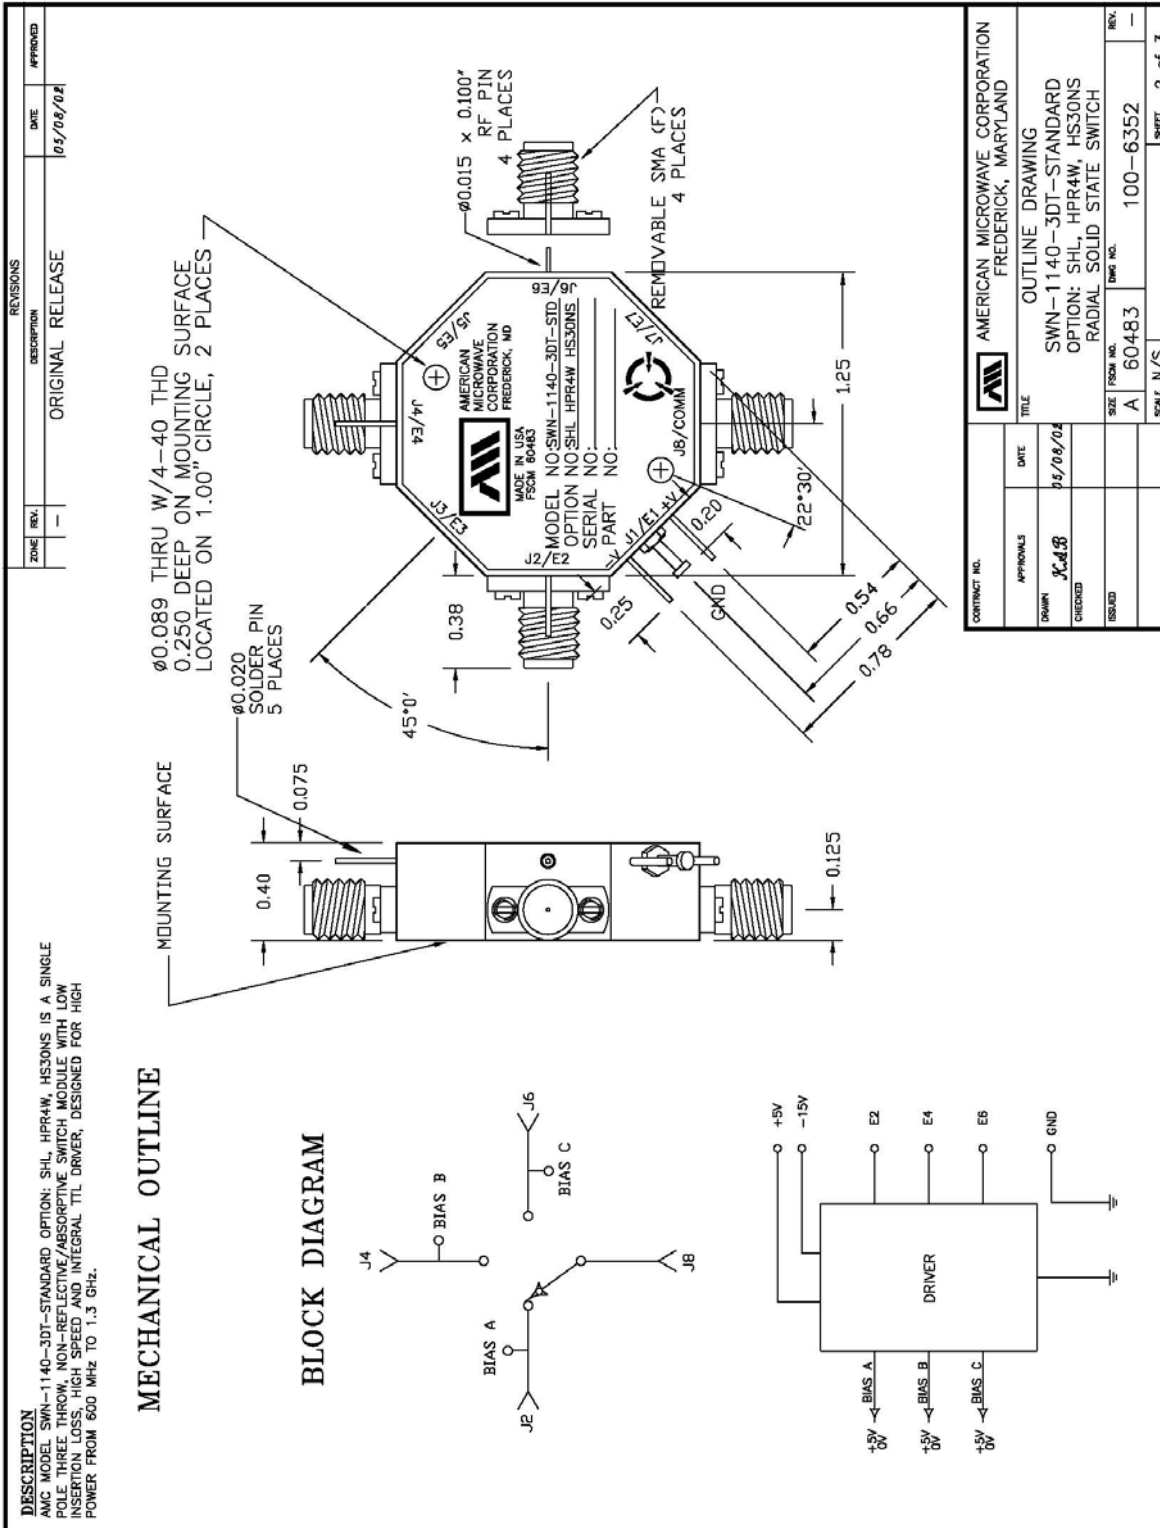 DESCRIPTION
AMC MODEL SWN-1140-3DT-STANDARD OPTION: SHL, HPR4W, HS30NS IS A SINGLE
POLE THREE THROW, NON-REFLECTIVE/ABSORPTIVE SWITCH MODULE WITH LOW
INSERTION LOSS, HIGH SPEED AND INTEGRAL TTL DRIVER, DESIGNED FOR HIGH
POWER FROM 600 MHz TO 1.3 GHz.
REVISIONS
ZONE
REV.
DESCRIPTION
DATE
APPROVED
—
ORIGINAL RELEASE
05/08/02
MECHANICAL OUTLINE
MOUNTING SURFACE
ø0.020
SOLDER PIN
5 PLACES
0.40
0.075
0.125
ø0.089 THRU W/4-40 THD
0.250 DEEP ON MOUNTING SURFACE
LOCATED ON 1.00" CIRCLE, 2 PLACES
ø0.015 x 0.100"
RF PIN
4 PLACES
REMOVABLE SMA (F)
4 PLACES
45°0'
0.38
J3/E3
J4/E4
J5/E5
AMERICAN
MICROWAVE
CORPORATION
FREDERICK, MD
MADE IN USA
FSCM 60483
MODEL NO:SWN-1140-3DT-STD
OPTION NO:SHL HPR4W HS30NS
SERIAL NO:
PART NO:
J2/E2
J6/E6
-V J1/E1 +V
J8/COMM
J7/E7
0.25
GND
0.20
22°30'
1.25
0.54
0.66
0.78
BLOCK DIAGRAM
J4
BIAS B
J6
BIAS C
BIAS A
J2
J8
+5V
-15V
E2
E4
E6
GND
DRIVER
BIAS A
BIAS B
BIAS C
+5V
0V
+5V
0V
+5V
0V
CONTRACT NO.
APPROVALS
DATE
DRAWN
KAB
05/08/02
CHECKED
ISSUED
AMERICAN MICROWAVE CORPORATION
FREDERICK, MARYLAND
TITLE
OUTLINE DRAWING
SWN-1140-3DT-STANDARD
OPTION: SHL, HPR4W, HS30NS
RADIAL SOLID STATE SWITCH
SIZE
A
FSCM NO.
60483
DWG NO.
100-6352
REV.
—
SCALE N/S
SHEET